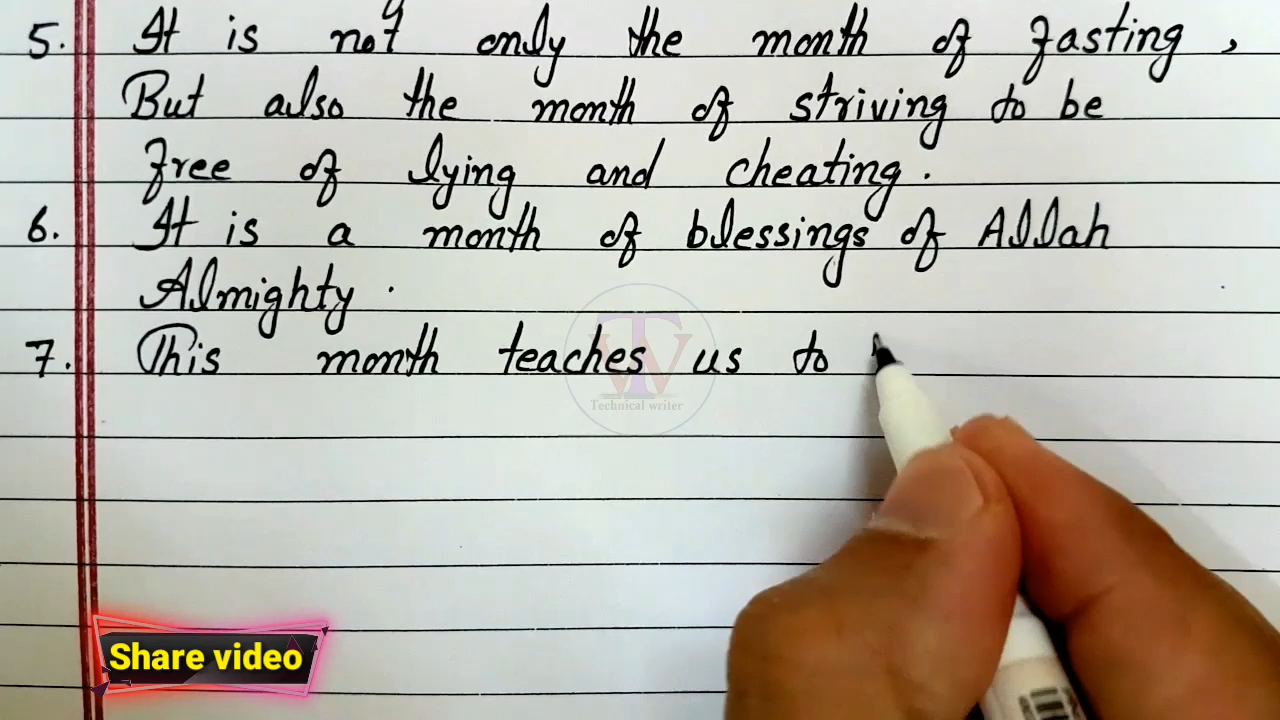 5. It is not only the month of fasting,
But also the month of striving to be
free of lying and cheating.
6. It is a month of blessings of Allah
Almighty.
7. This month teaches us to
TW
Technical writer
Share video